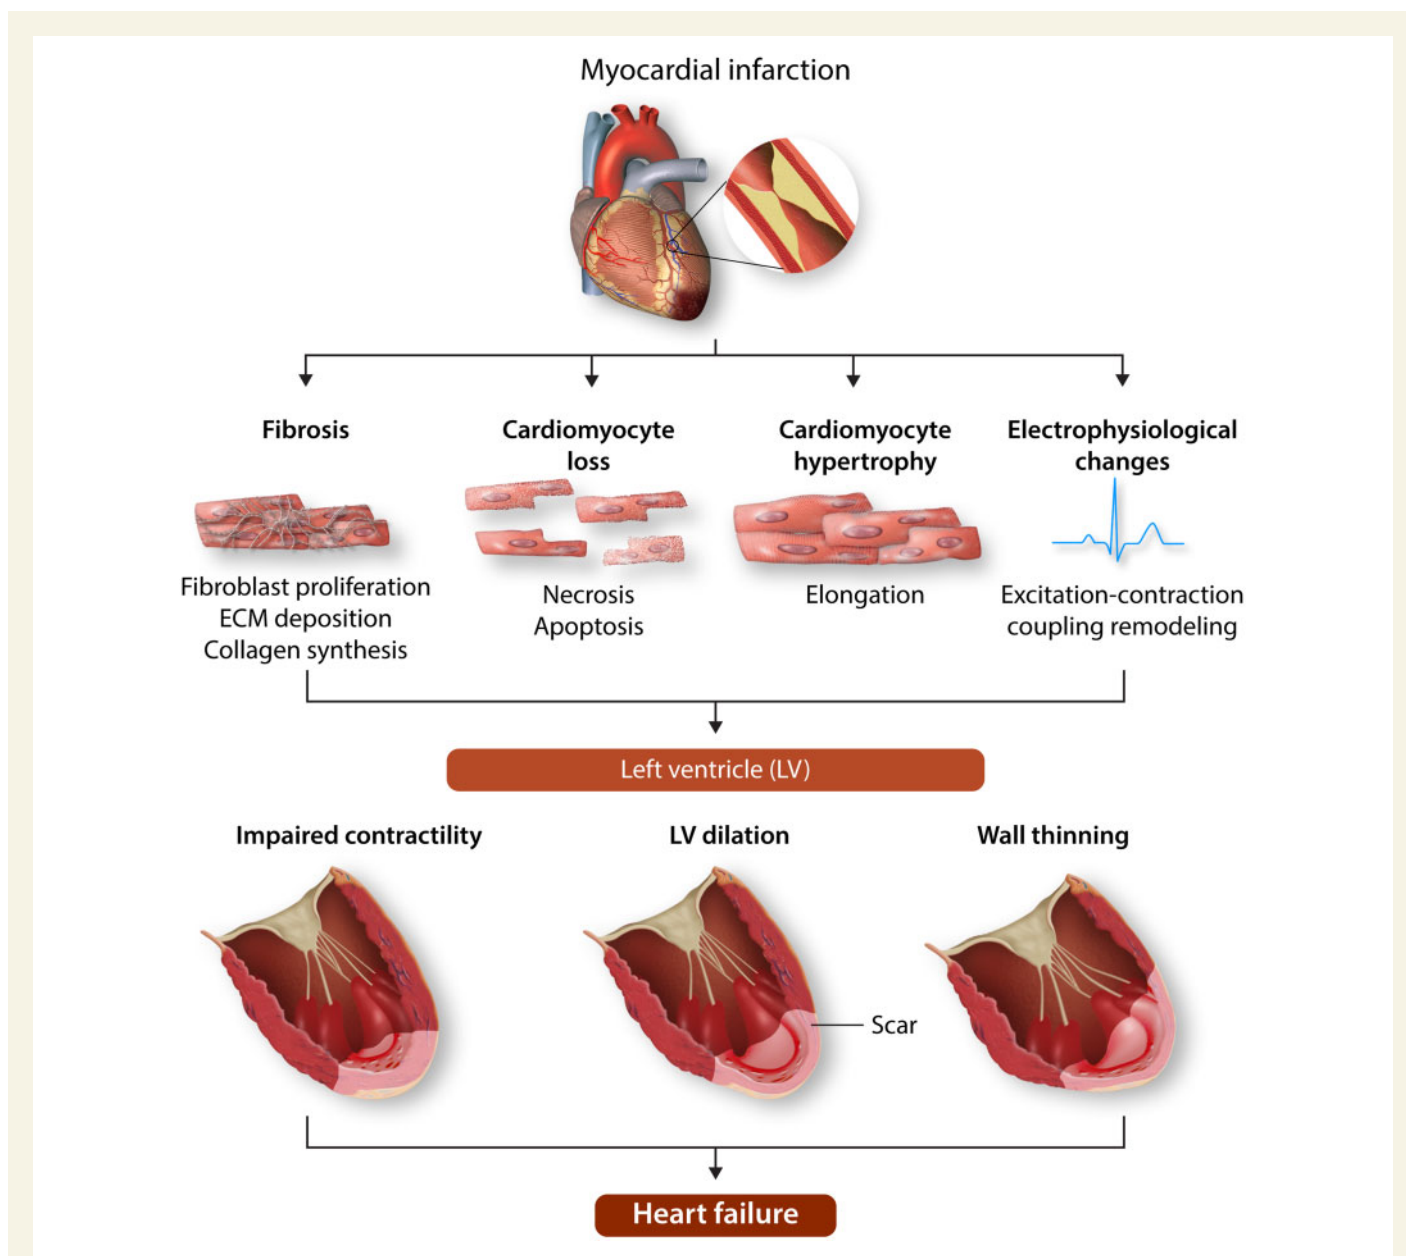 Myocardial infarction
Fibrosis
Cardiomyocyte
loss
Cardiomyocyte
hypertrophy
Electrophysiological
changes
Fibroblast proliferation
ECM deposition
Collagen synthesis
Necrosis
Apoptosis
Elongation
Excitation-contraction
coupling remodeling
Left ventricle (LV)
Impaired contractility
LV dilation
Wall thinning
Scar
Heart failure